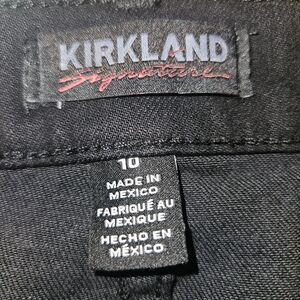 KIRKLAND
Signature
10
MADE IN
MEXICO
FABRIQUÉ AU
MEXIQUE
HECHO EN
MÉXICO